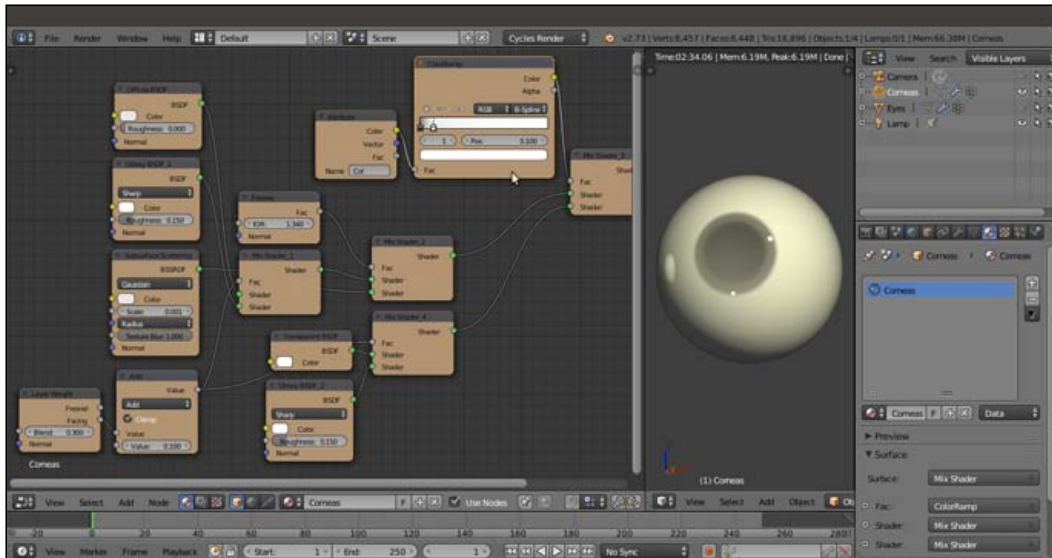 File Render Window Help Default Scene Cycles Render v2.73 | Verts:8,457 | Faces:8,448 | Tris:16,896 | Objects:1/4 | Lamps:0/1 | Mem:66.38M | Corneas
Time:02:34.06 | Mem:6.19M, Peak:6.19M | Done |
View Search Visible Layers
Camera
Corneas
Eyes
Lamp
Diffuse BSDF
BSDF
Color
Roughness: 0.000
Normal
Glossy BSDF_1
BSDF
Sharp
Color
Roughness: 0.150
Normal
Subsurface Scattering
BSSRDF
Gaussian
Color
Scale: 0.001
Radius
Texture Blur: 1.000
Normal
Layer Weight
Fresnel
Facing
Blend: 0.300
Normal
Add
Value
Add
Clamp
Value
Value: 0.100
Fresnel
Fac
IOR: 1.340
Normal
Mix Shader_1
Shader
Fac
Shader
Shader
Attribute
Color
Vector
Fac
Name: Col
ColorRamp
Color
Alpha
RGB B-Spline
1 Pos: 0.100
Fac
Mix Shader_2
Shader
Fac
Shader
Shader
Transparent BSDF
BSDF
Color
Glossy BSDF_2
BSDF
Sharp
Color
Roughness: 0.150
Normal
Mix Shader_4
Shader
Fac
Shader
Shader
Fac
Shader
Shader
Corneas
(1) Corneas
Corneas Corneas
Corneas
Corneas F Data
Preview
Surface
Surface: Mix Shader
Fac: ColorRamp
Shader: Mix Shader
Shader: Mix Shader
View Select Add Node Corneas F Use Nodes
View Select Add Object
-20 0 20 40 60 80 100 120 140 160 180 200 220 240 260 280
View Marker Frame Playback Start: 1 End: 250 1 No Sync